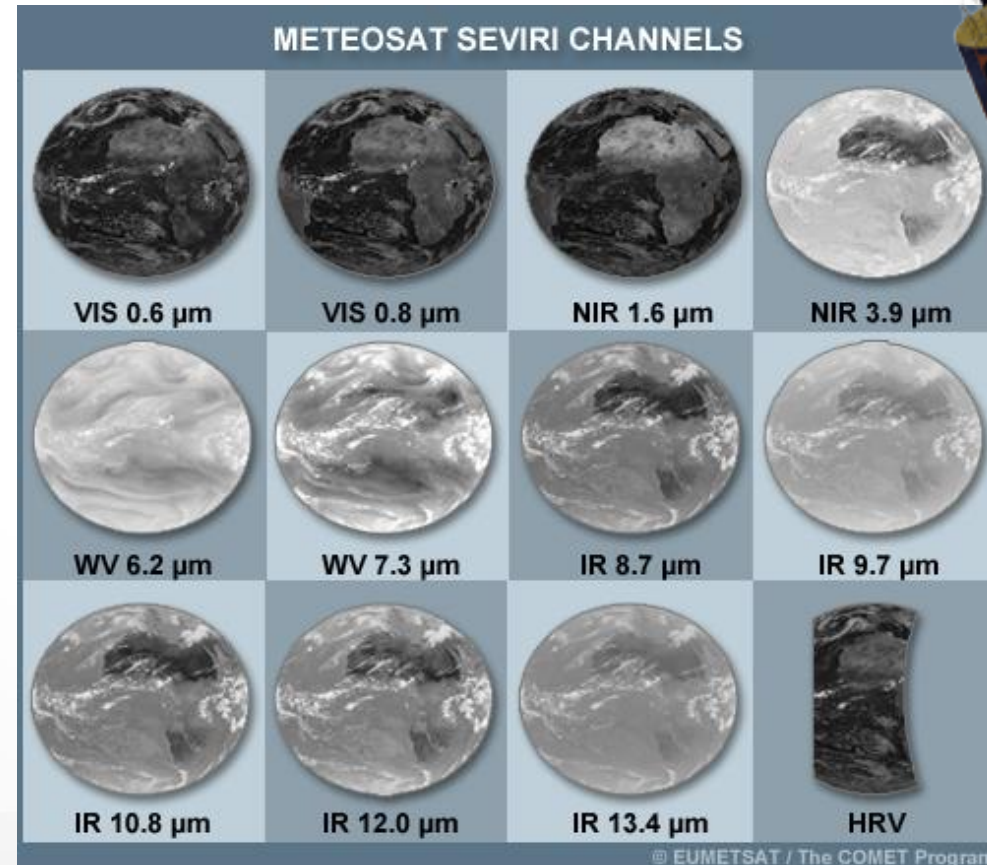 METEOSAT SEVIRI CHANNELS
VIS 0.6 µm
VIS 0.8 µm
NIR 1.6 µm
NIR 3.9 µm
WV 6.2 µm
WV 7.3 µm
IR 8.7 µm
IR 9.7 µm
IR 10.8 µm
IR 12.0 µm
IR 13.4 µm
HRV
© EUMETSAT / The COMET Program